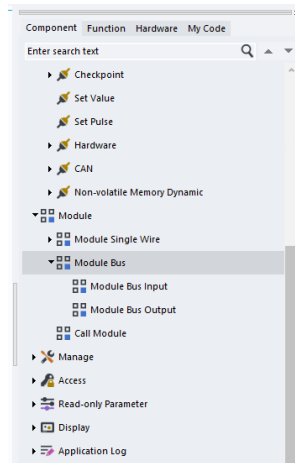 Component Function Hardware My Code
Enter search text
Checkpoint
Set Value
Set Pulse
Hardware
CAN
Non-volatile Memory Dynamic
Module
Module Single Wire
Module Bus
Module Bus Input
Module Bus Output
Call Module
Manage
Access
Read-only Parameter
Display
Application Log